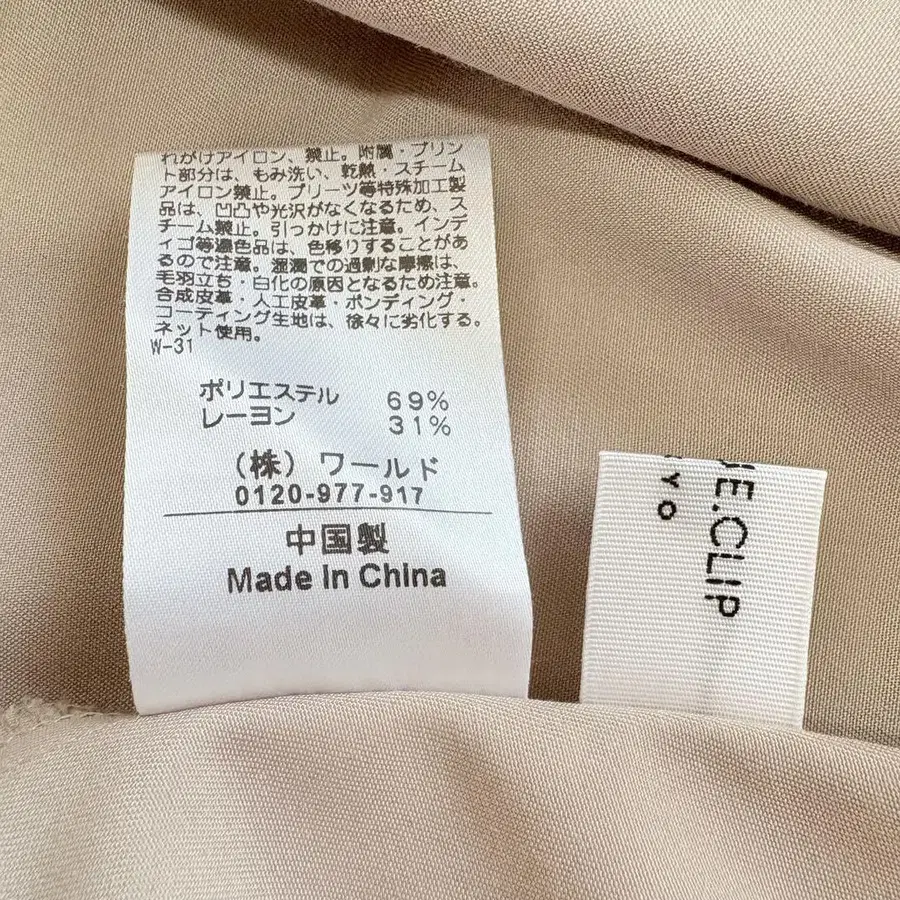 れがけアイロン、禁止。附属・プリン
ト部分は、もみ洗い、乾熱・スチーム
アイロン禁止。プリーツ等特殊加工製
品は、凹凸や光沢がなくなるため、ス
チーム禁止。引っかけに注意。インデ
ィゴ等濃色品は、色移りすることがあ
るので注意。湿潤での過剰な摩擦は、
毛羽立ち・白化の原因となるため注意。
合成皮革・人工皮革・ボンディング・
コーティング生地は、徐々に劣化する。
ネット使用。
W-31
ポリエステル 69%
レーヨン 31%
(株)ワールド
0120-977-917
中国製
Made In China
E.CLIP
YO